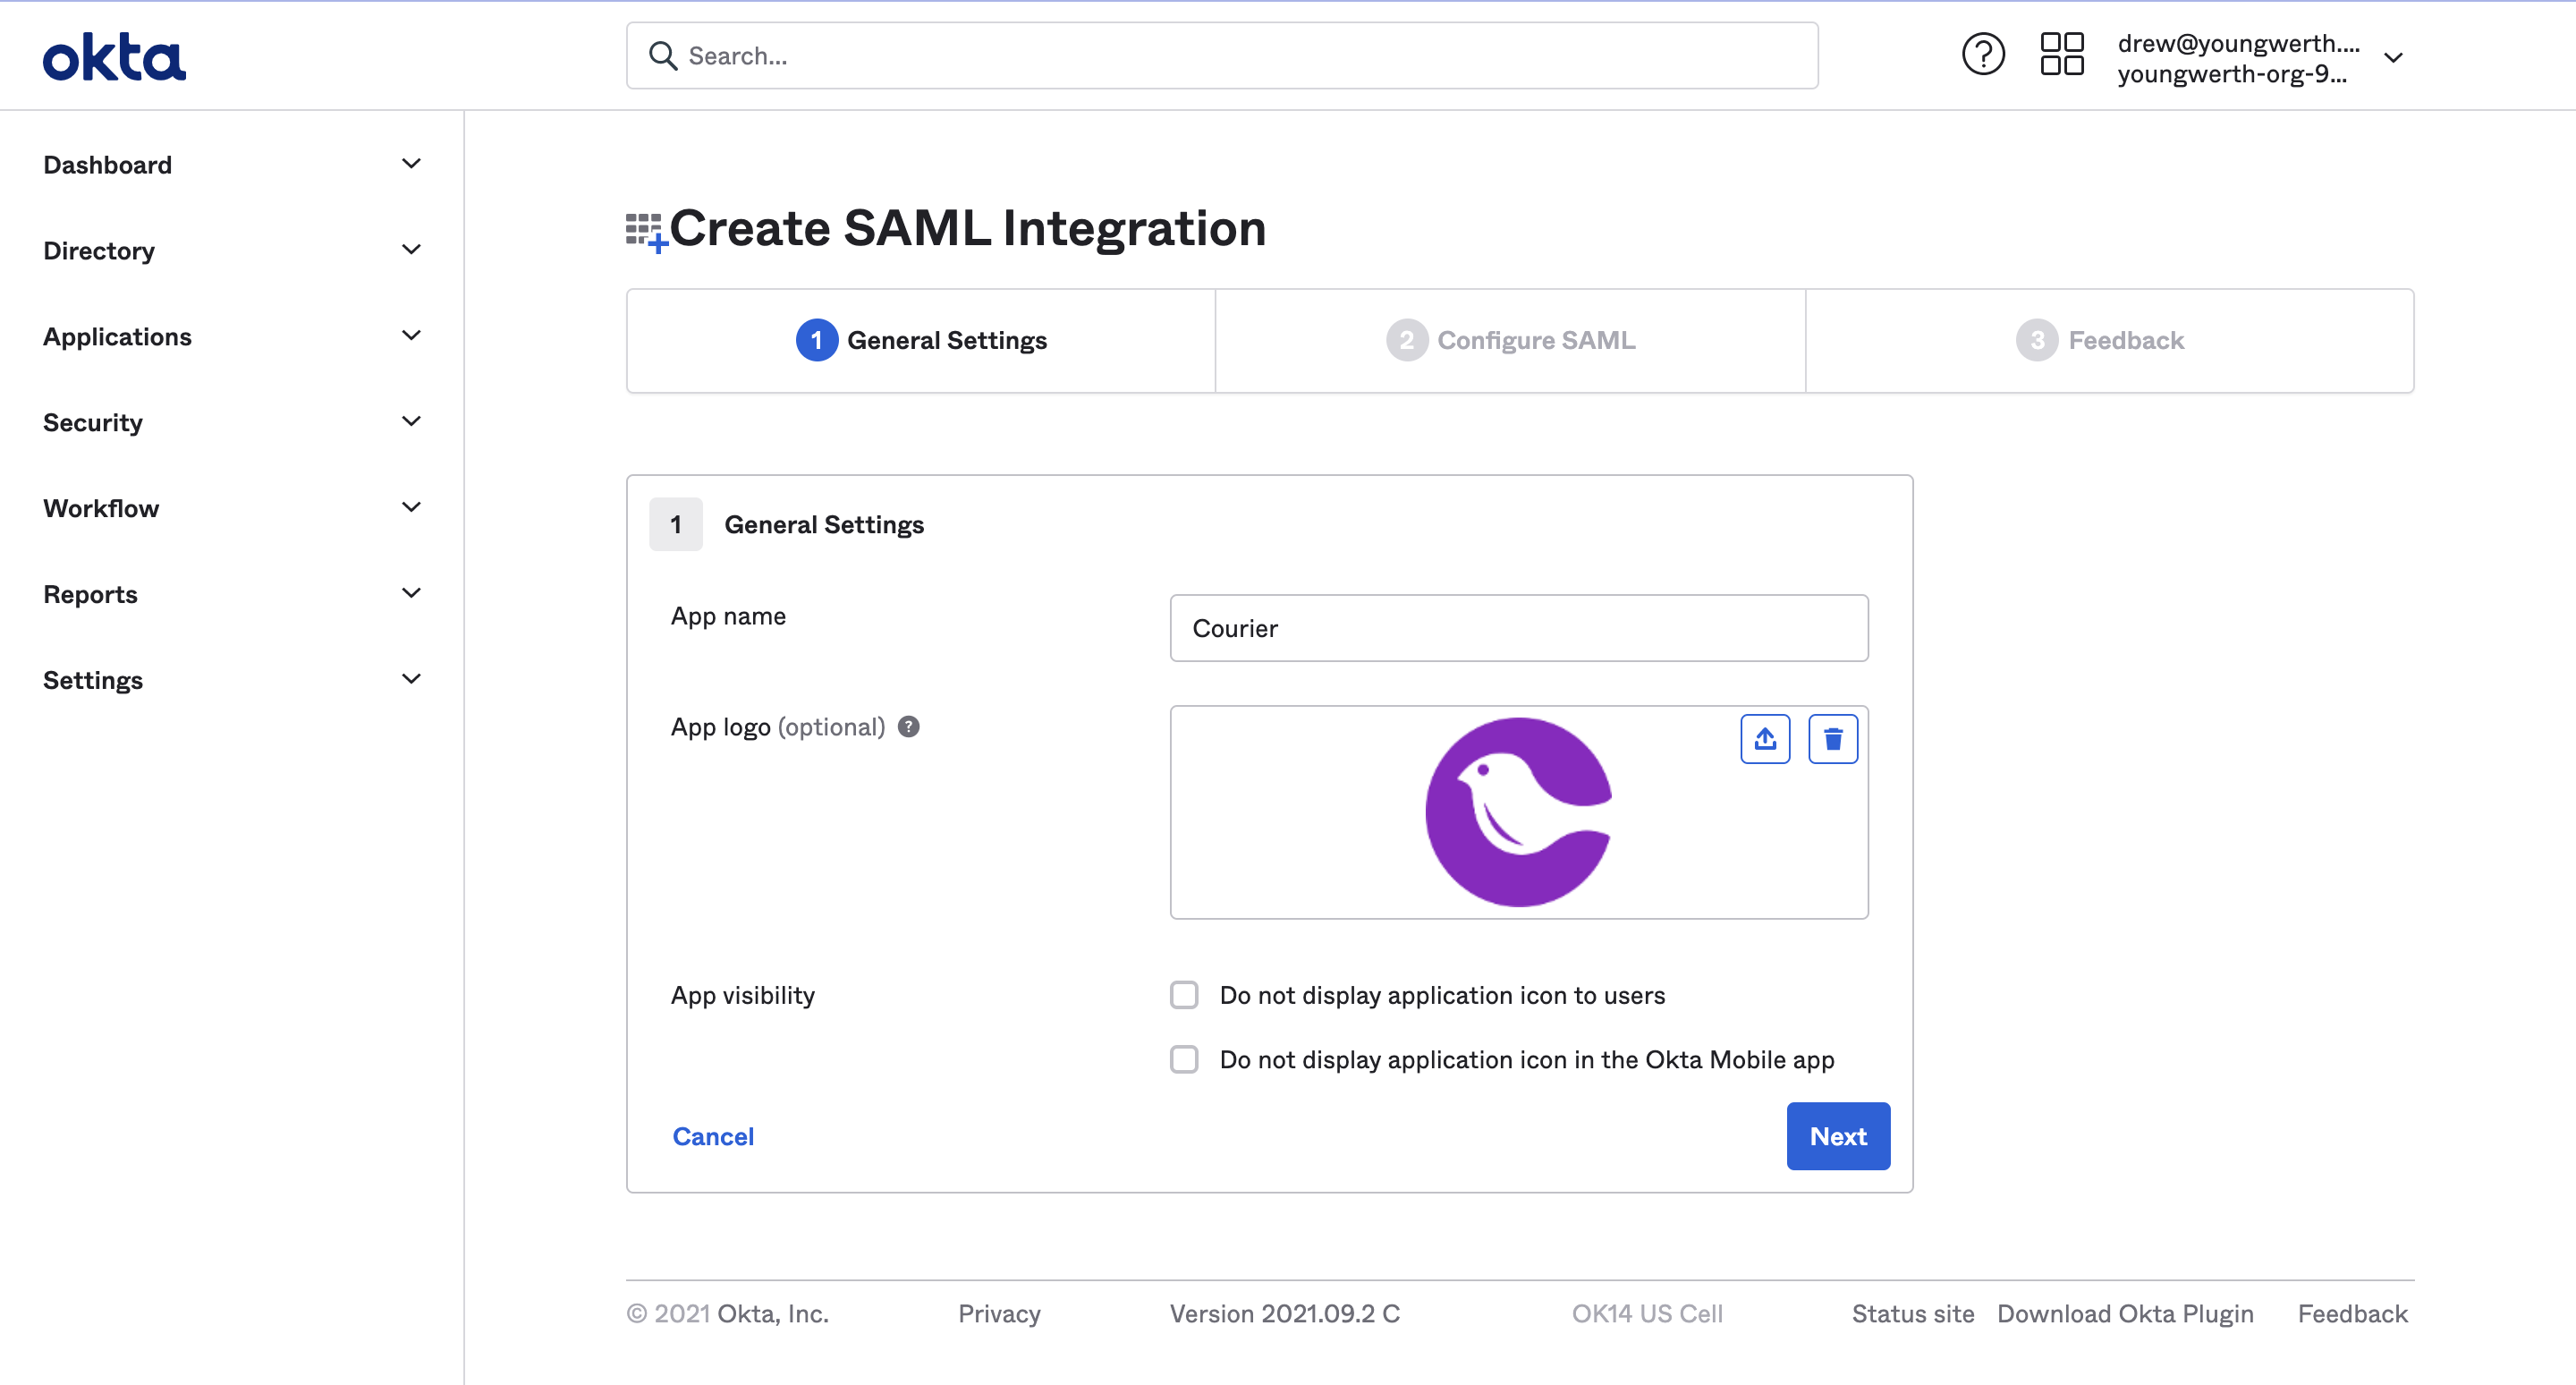 okta
Search...
drew@youngwerth....
youngwerth-org-9...
Dashboard
Directory
Applications
Security
Workflow
Reports
Settings
Create SAML Integration
1 General Settings
2 Configure SAML
3 Feedback
1 General Settings
App name
Courier
App logo (optional) ?
App visibility
Do not display application icon to users
Do not display application icon in the Okta Mobile app
Cancel
Next
© 2021 Okta, Inc.
Privacy
Version 2021.09.2 C
OK14 US Cell
Status site
Download Okta Plugin
Feedback